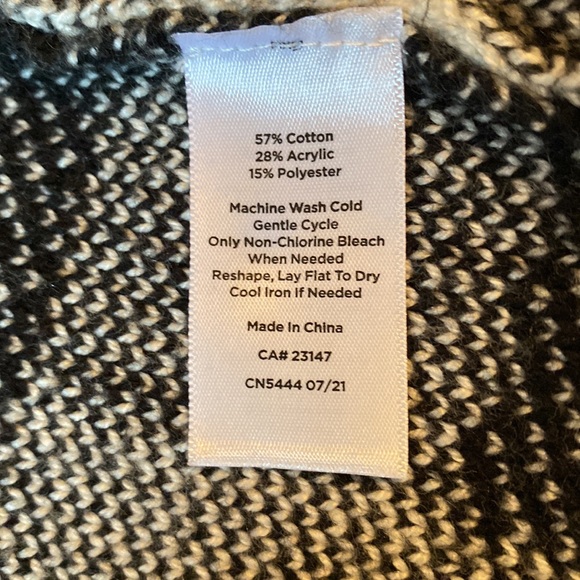 57% Cotton
28% Acrylic
15% Polyester
Machine Wash Cold
Gentle Cycle
Only Non-Chlorine Bleach
When Needed
Reshape, Lay Flat To Dry
Cool Iron If Needed
Made In China
CA# 23147
CN5444 07/21